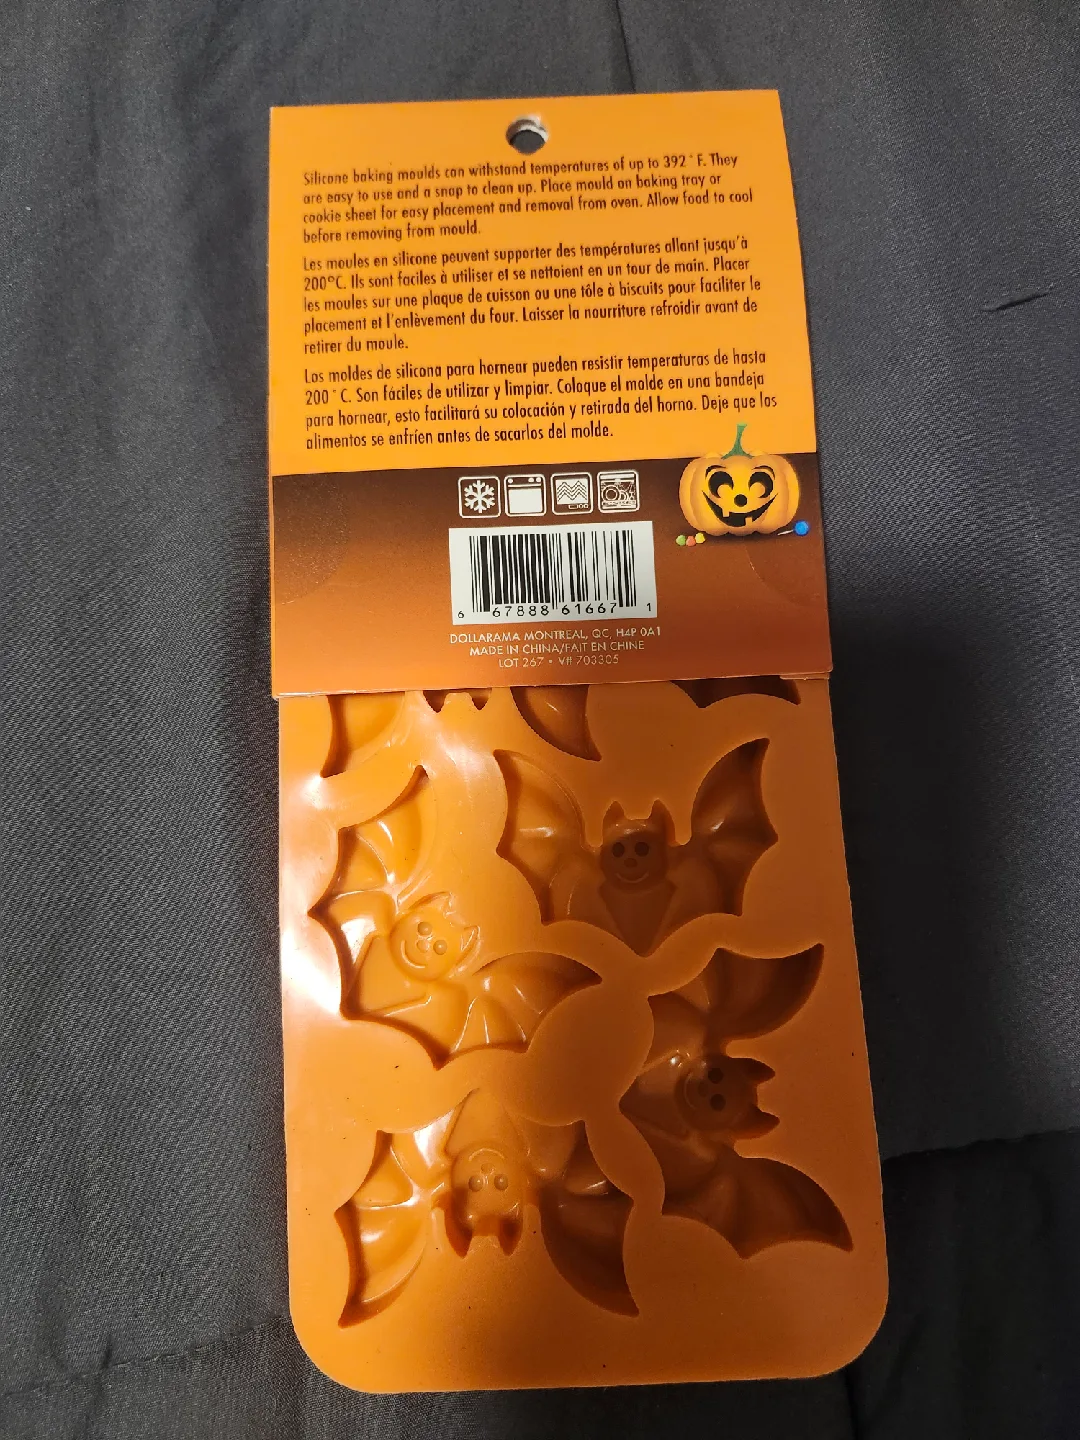 Silicone baking moulds can withstand temperatures of up to 392° F. They
are easy to use and a snap to clean up. Place mould on baking tray or
cookie sheet for easy placement and removal from oven. Allow food to cool
before removing from mould.
Les moules en silicone peuvent supporter des températures allant jusqu'à
200°C. Ils sont faciles à utiliser et se nettoient en un tour de main. Placer
les moules sur une plaque de cuisson ou une tôle à biscuits pour faciliter le
placement et l'enlèvement du four. Laisser la nourriture refroidir avant de
retirer du moule.
Los moldes de silicona para hornear pueden resistir temperaturas de hasta
200° C. Son fáciles de utilizar y limpiar. Coloque el molde en una bandeja
para hornear, esto facilitará su colocación y retirada del horno. Deje que los
alimentos se enfríen antes de sacarlos del molde.
6 67888 61667 1
DOLLARAMA MONTREAL, QC, H4P 0A1
MADE IN CHINA/FAIT EN CHINE
LOT 267 • V# 703305